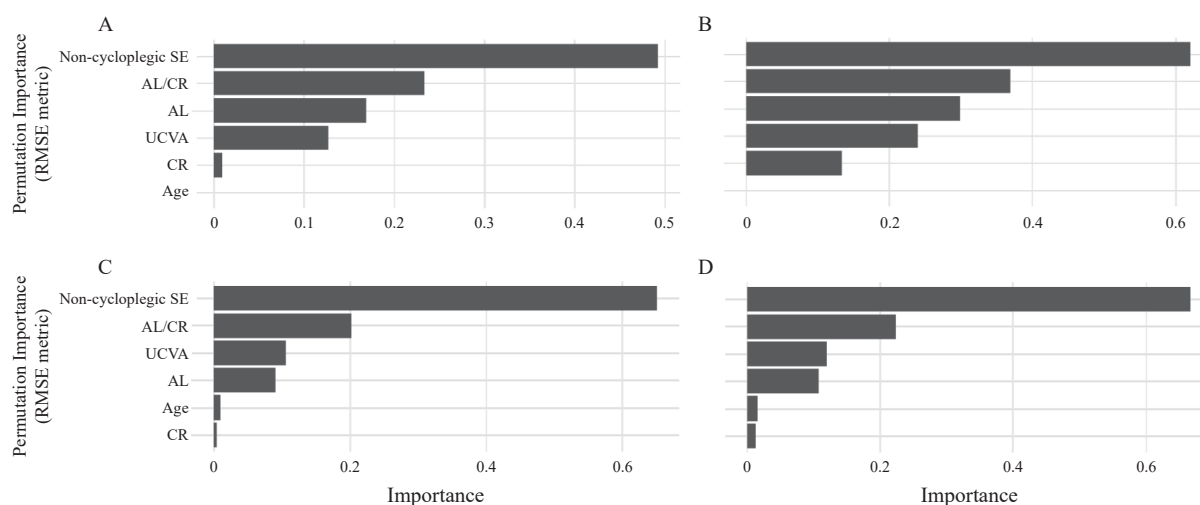 A
Permutation Importance
(RMSE metric)
Non-cycloplegic SE
AL/CR
AL
UCVA
CR
Age
0 0.1 0.2 0.3 0.4 0.5
B
0 0.2 0.4 0.6
C
Permutation Importance
(RMSE metric)
Non-cycloplegic SE
AL/CR
UCVA
AL
Age
CR
0 0.2 0.4 0.6
Importance
D
0 0.2 0.4 0.6
Importance